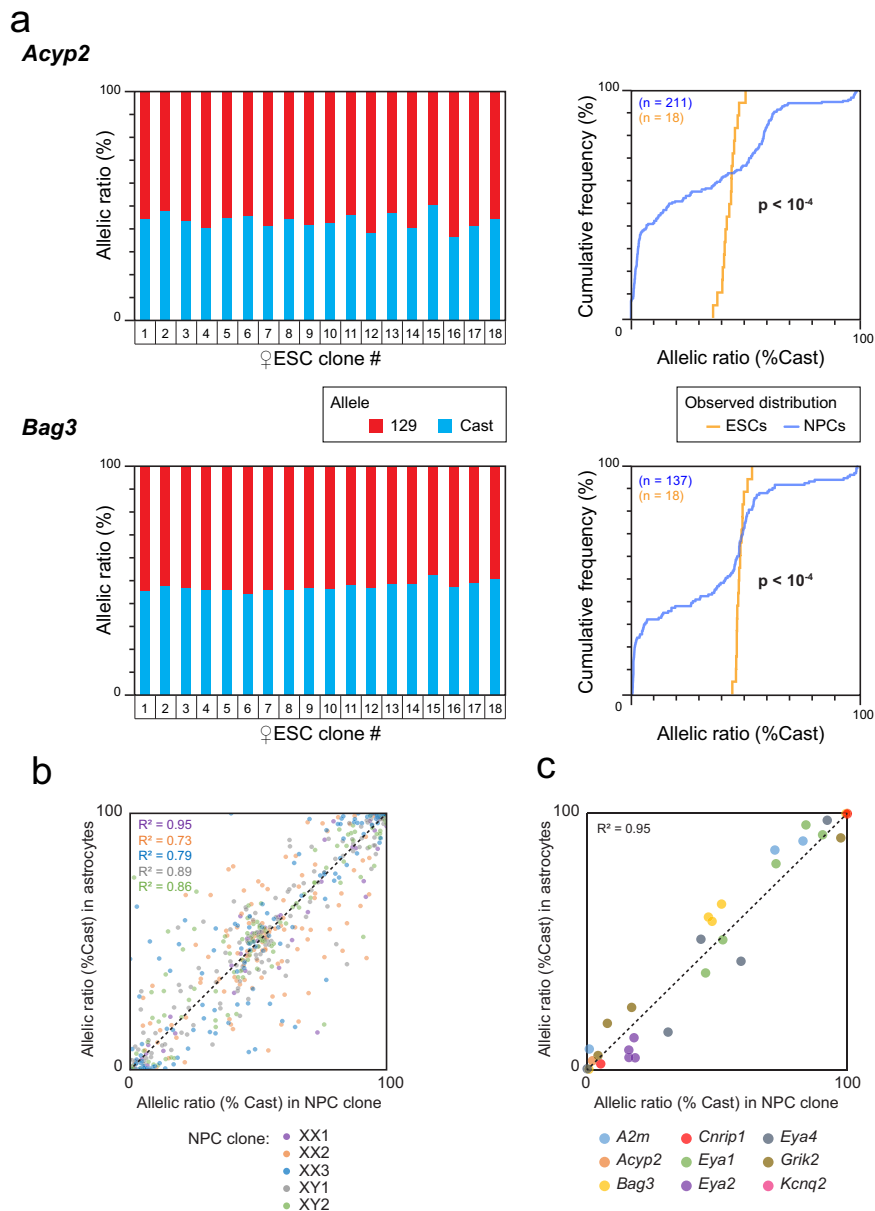 a
Acyp2
100
0
Allelic ratio (%)
1 2 3 4 5 6 7 8 9 10 11 12 13 14 15 16 17 18
♀ESC clone #
100
(n = 211)
(n = 18)
p < 10-4
Cumulative frequency (%)
0
100
Allelic ratio (%Cast)
Allele
129 Cast
Observed distribution
ESCs NPCs
Bag3
100
0
Allelic ratio (%)
1 2 3 4 5 6 7 8 9 10 11 12 13 14 15 16 17 18
♀ESC clone #
100
(n = 137)
(n = 18)
p < 10-4
Cumulative frequency (%)
0
100
Allelic ratio (%Cast)
b
100
R² = 0.95
R² = 0.73
R² = 0.79
R² = 0.89
R² = 0.86
Allelic ratio (%Cast) in astrocytes
0
0
100
Allelic ratio (% Cast) in NPC clone
NPC clone:
XX1
XX2
XX3
XY1
XY2
c
100
R² = 0.95
Allelic ratio (%Cast) in astrocytes
0
0
100
Allelic ratio (% Cast) in NPC clone
A2m Cnrip1 Eya4
Acyp2 Eya1 Grik2
Bag3 Eya2 Kcnq2